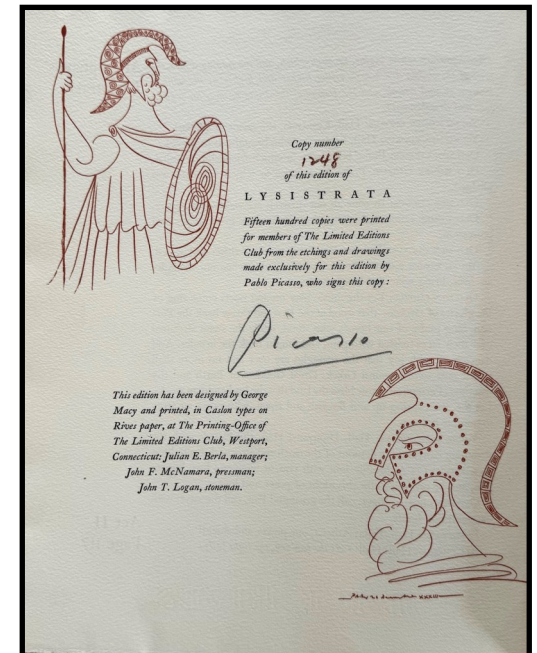 Copy number
1248
of this edition of
LYSISTRATA
Fifteen hundred copies were printed
for members of The Limited Editions
Club from the etchings and drawings
made exclusively for this edition by
Pablo Picasso, who signs this copy :
Picasso
This edition has been designed by George
Macy and printed, in Caslon types on
Rives paper, at The Printing-Office of
The Limited Editions Club, Westport,
Connecticut: Julian E. Berla, manager;
John F. McNamara, pressman;
John T. Logan, stoneman.
XXXIII